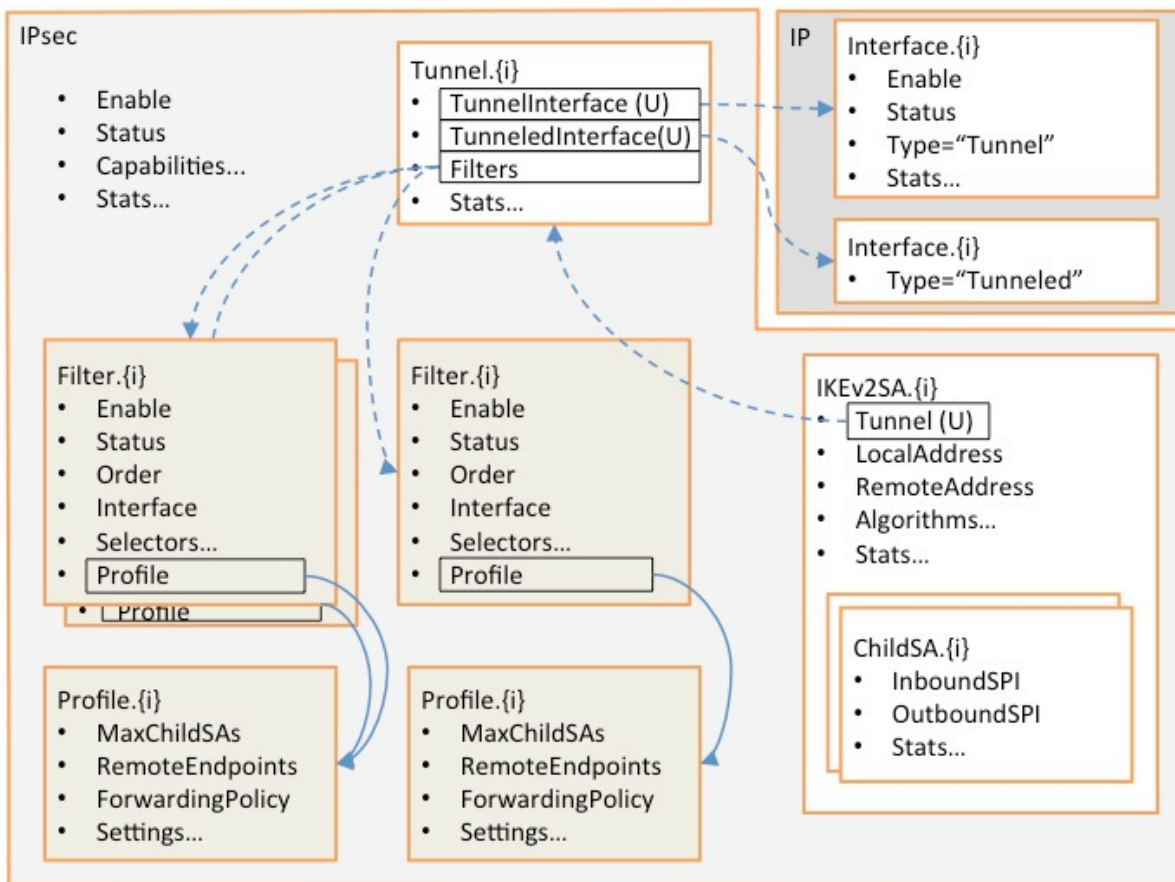 IPsec
• Enable
• Status
• Capabilities...
• Stats...
Tunnel.{i}
• TunnelInterface (U)
• TunneledInterface(U)
• Filters
• Stats...
IP
Interface.{i}
• Enable
• Status
• Type=“Tunnel”
• Stats...
Interface.{i}
• Type=“Tunneled”
Filter.{i}
• Enable
• Status
• Order
• Interface
• Selectors...
• Profile
• Profile
Filter.{i}
• Enable
• Status
• Order
• Interface
• Selectors...
• Profile
IKEv2SA.{i}
• Tunnel (U)
• LocalAddress
• RemoteAddress
• Algorithms...
• Stats...
ChildSA.{i}
• InboundSPI
• OutboundSPI
• Stats...
Profile.{i}
• MaxChildSAs
• RemoteEndpoints
• ForwardingPolicy
• Settings...
Profile.{i}
• MaxChildSAs
• RemoteEndpoints
• ForwardingPolicy
• Settings...